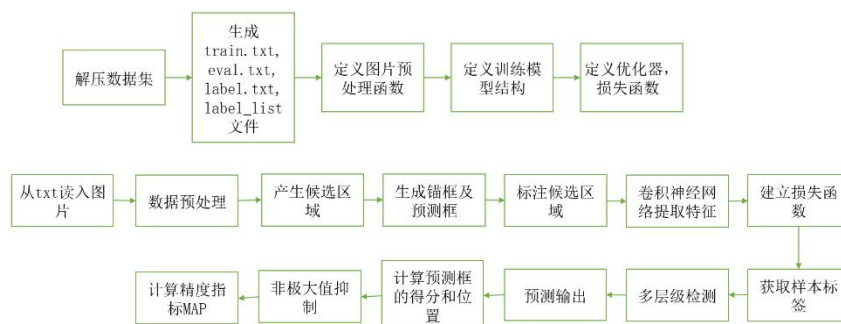 解压数据集
生成
train.txt,
eval.txt,
label.txt,
label_list
文件
定义图片预
处理函数
定义训练模
型结构
定义优化器，
损失函数
从txt读入图
片
数据预处理
产生候选区
域
生成锚框及
预测框
标注候选区
域
卷积神经网
络提取特征
建立损失函
数
获取样本标
签
多层级检测
预测输出
计算预测框
的得分和位
置
非极大值抑
制
计算精度指
标MAP